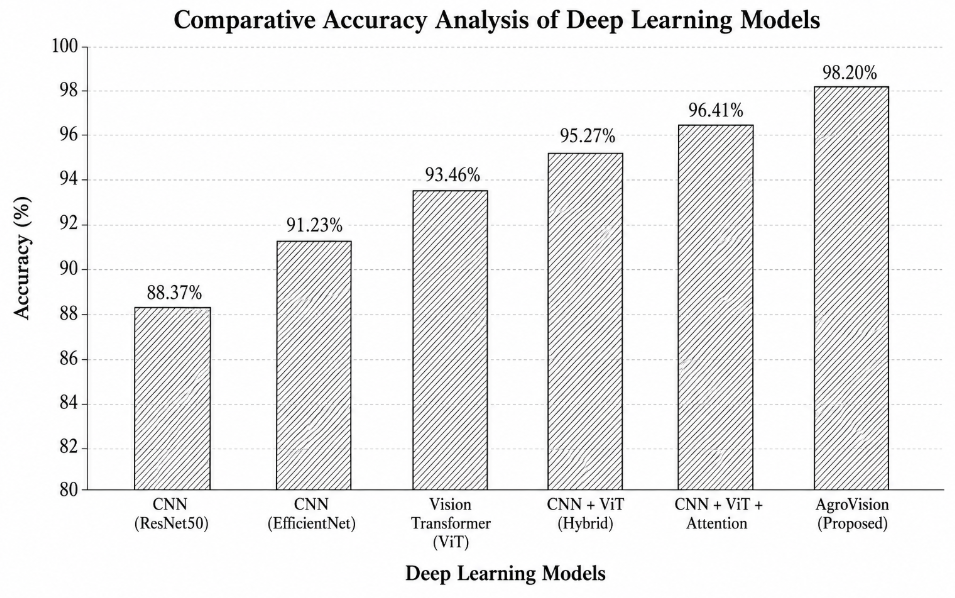 Comparative Accuracy Analysis of Deep Learning Models
100
98
96
94
92
90
88
86
84
82
80
Accuracy (%)
88.37%
91.23%
93.46%
95.27%
96.41%
98.20%
CNN
(ResNet50)
CNN
(EfficientNet)
Vision
Transformer
(ViT)
CNN + ViT
(Hybrid)
CNN + ViT +
Attention
AgroVision
(Proposed)
Deep Learning Models